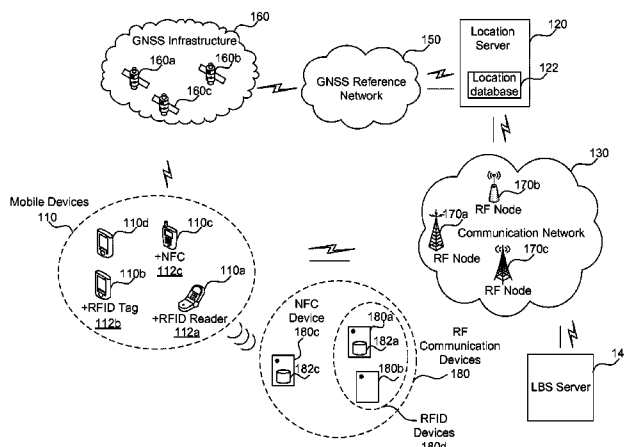 160
GNSS Infrastructure
160a
160b
160c
150
GNSS Reference
Network
120
Location
Server
122
Location
database
130
170b
RF Node
170a
Communication Network
RF Node
170c
RF Node
Mobile Devices
110
110d
110c
+NFC
112c
110b
110a
+RFID Tag
112b
+RFID Reader
112a
NFC
Device
180c
182c
180a
182a
180b
RF
Communication
Devices
180
RFID
Devices
180d
14
LBS Server